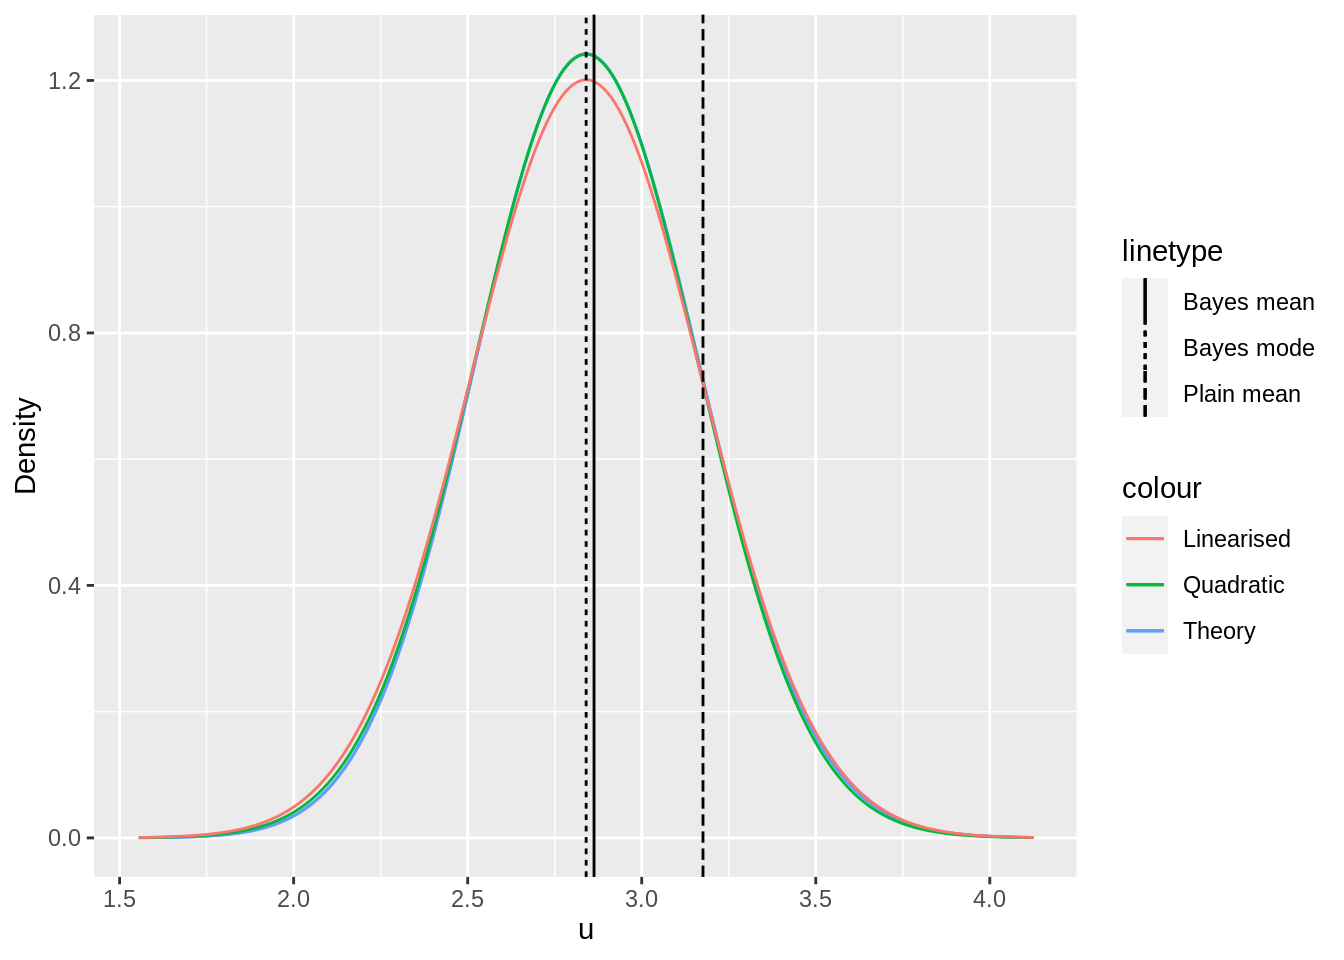 1.2
0.8
0.4
0.0
Density
1.5 2.0 2.5 3.0 3.5 4.0
u
linetype
Bayes mean
Bayes mode
Plain mean
colour
Linearised
Quadratic
Theory